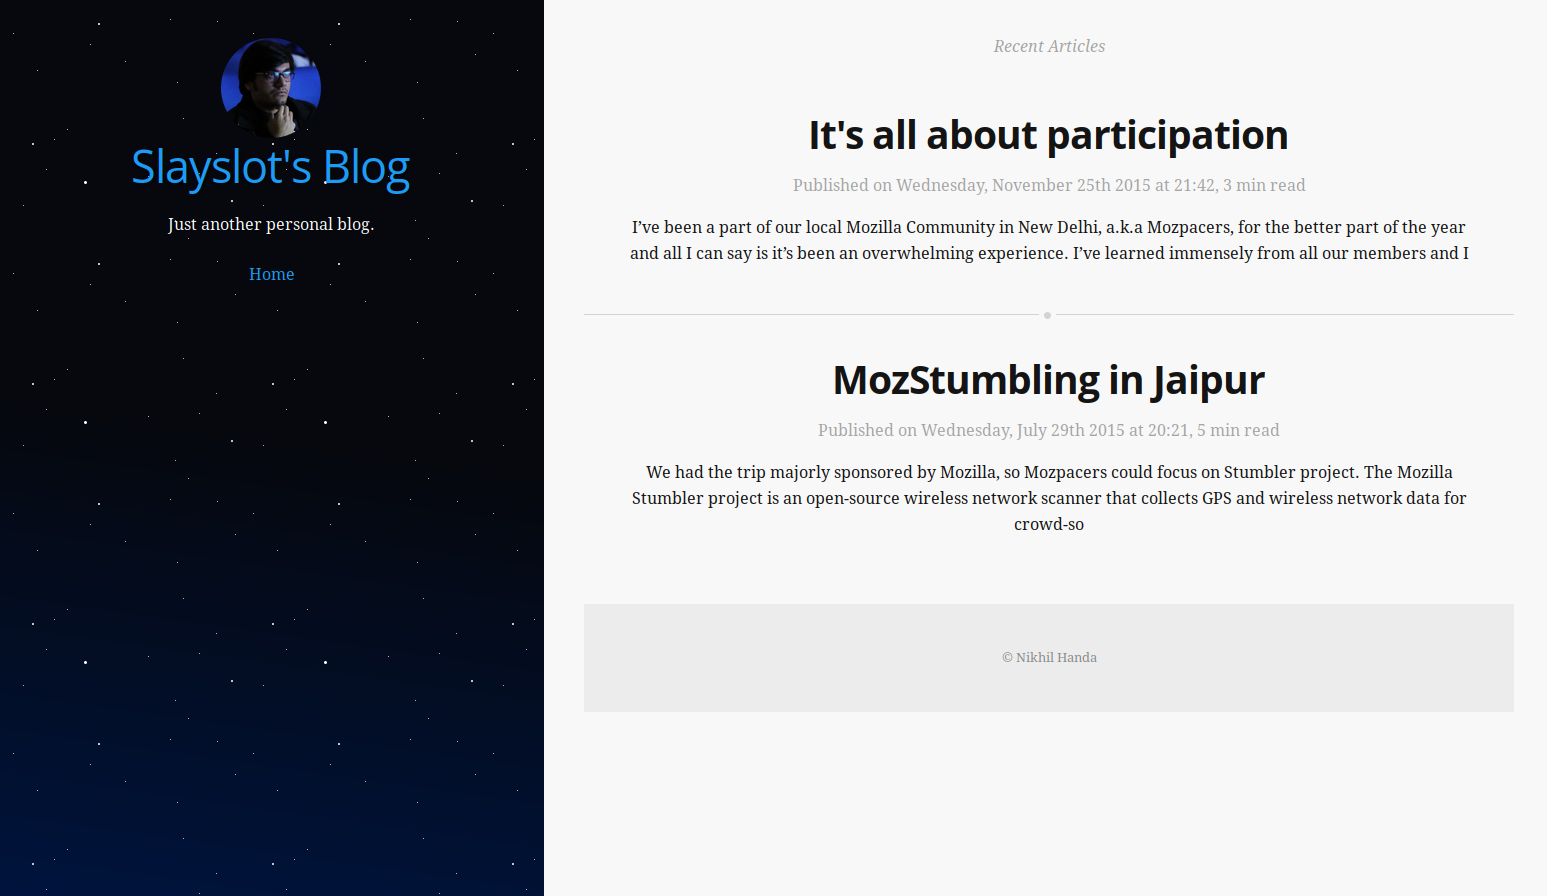 Slayslot's Blog
Just another personal blog.
Home
Recent Articles
It's all about participation
Published on Wednesday, November 25th 2015 at 21:42, 3 min read
I’ve been a part of our local Mozilla Community in New Delhi, a.k.a Mozpacers, for the better part of the year
and all I can say is it’s been an overwhelming experience. I’ve learned immensely from all our members and I
MozStumbling in Jaipur
Published on Wednesday, July 29th 2015 at 20:21, 5 min read
We had the trip majorly sponsored by Mozilla, so Mozpacers could focus on Stumbler project. The Mozilla
Stumbler project is an open-source wireless network scanner that collects GPS and wireless network data for
crowd-so
© Nikhil Handa